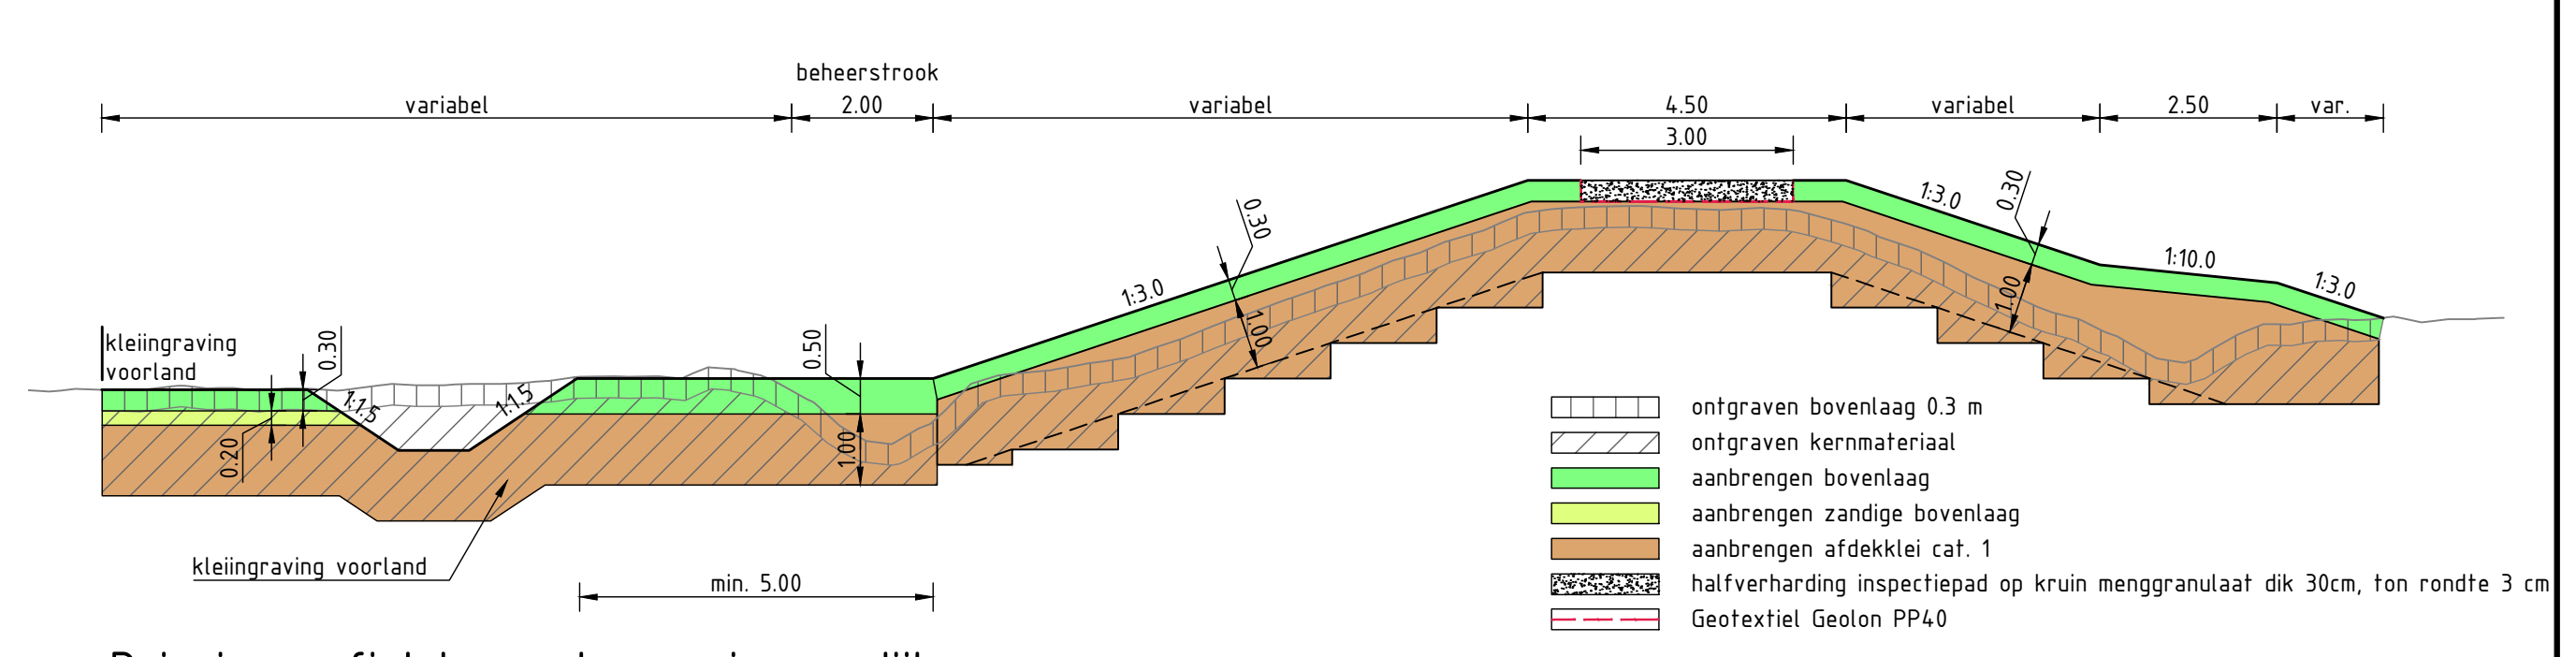 beheerstrook
variabel
2.00
variabel
4.50
variabel
2.50
var.
3.00
1:3.0
0.30
1:10.0
1:3.0
0.30
1:3.0
1.00
1.00
kleiingraving
voorland
0.30
0.50
1:1.5
1:1.5
0.20
1.00
kleiingraving voorland
min. 5.00
ontgraven bovenlaag 0.3 m
ontgraven kernmateriaal
aanbrengen bovenlaag
aanbrengen zandige bovenlaag
aanbrengen afdekklei cat. 1
halfverharding inspectiepad op kruin menggranulaat dik 30cm, ton rondte 3 cm
Geotextiel Geolon PP40